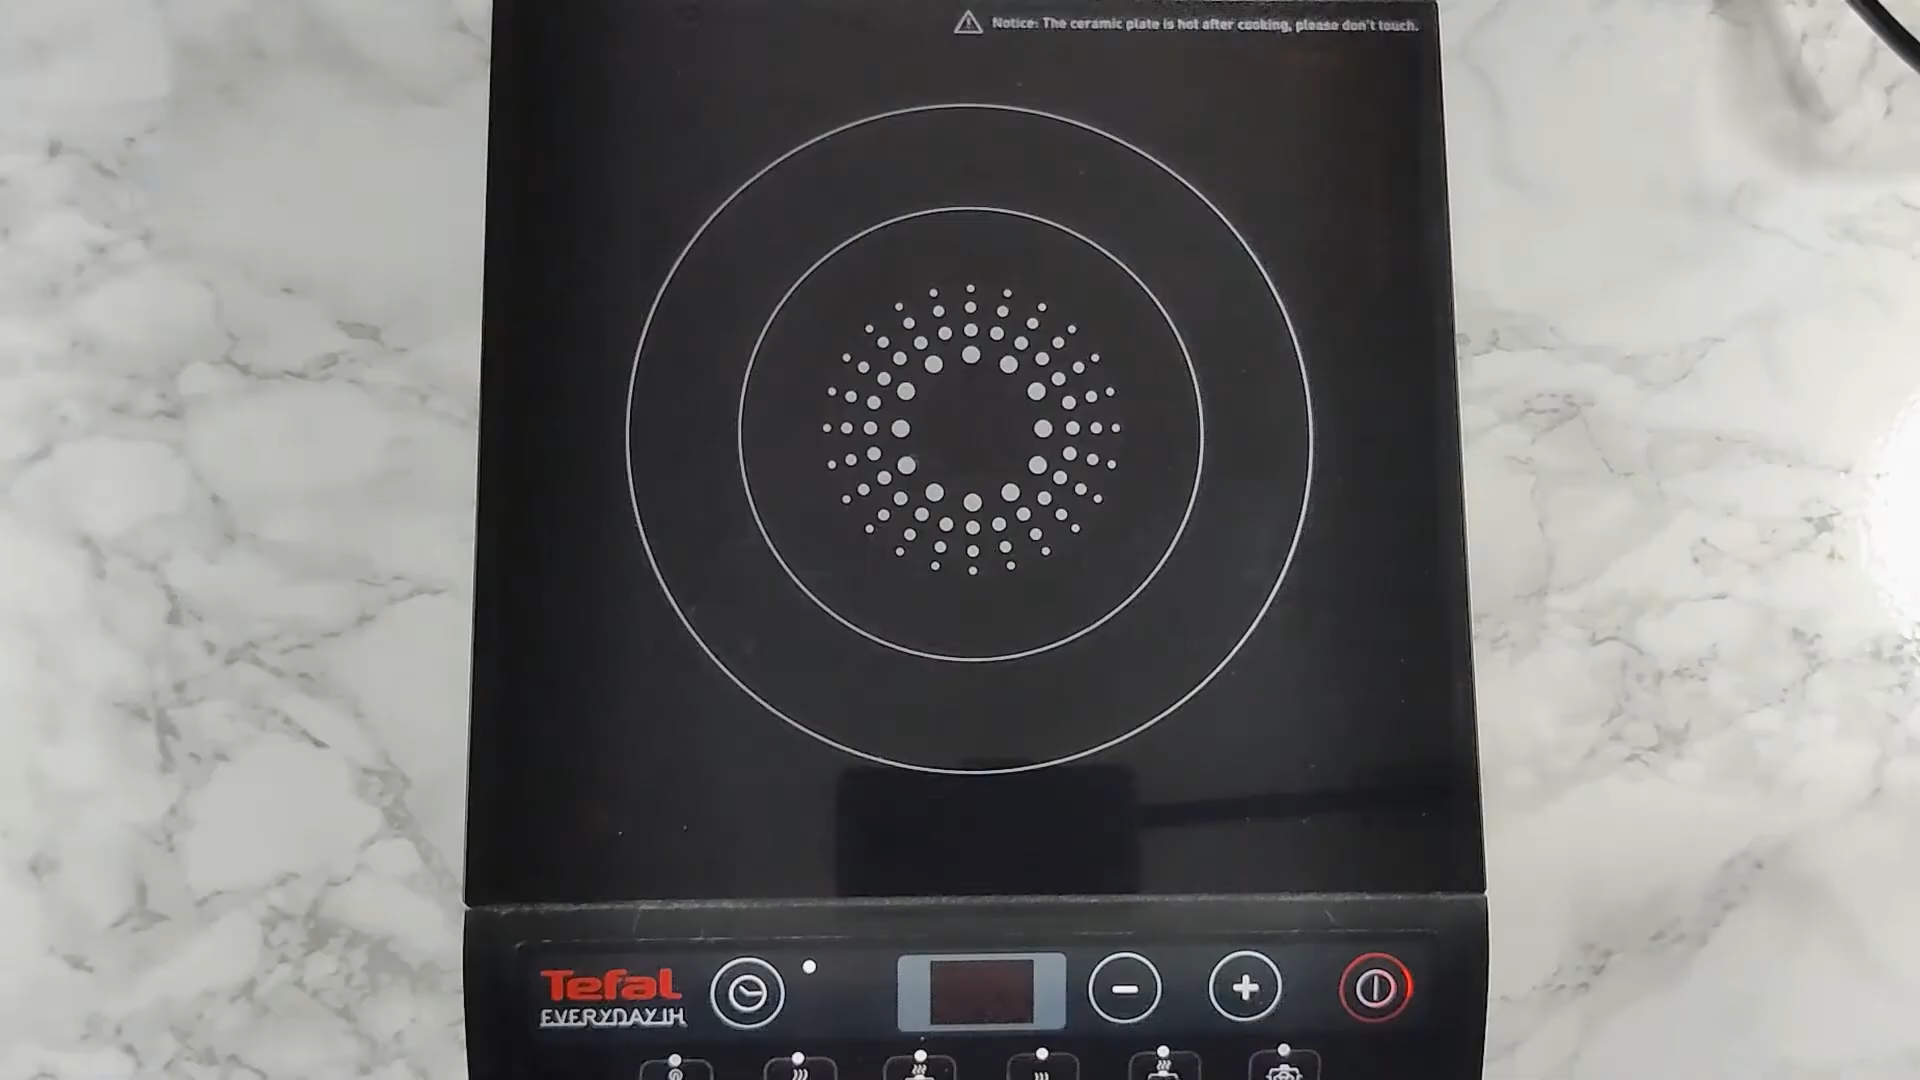 Notice: The ceramic plate is hot after cooking, please don't touch.
Tefal
EVERYDAY IH